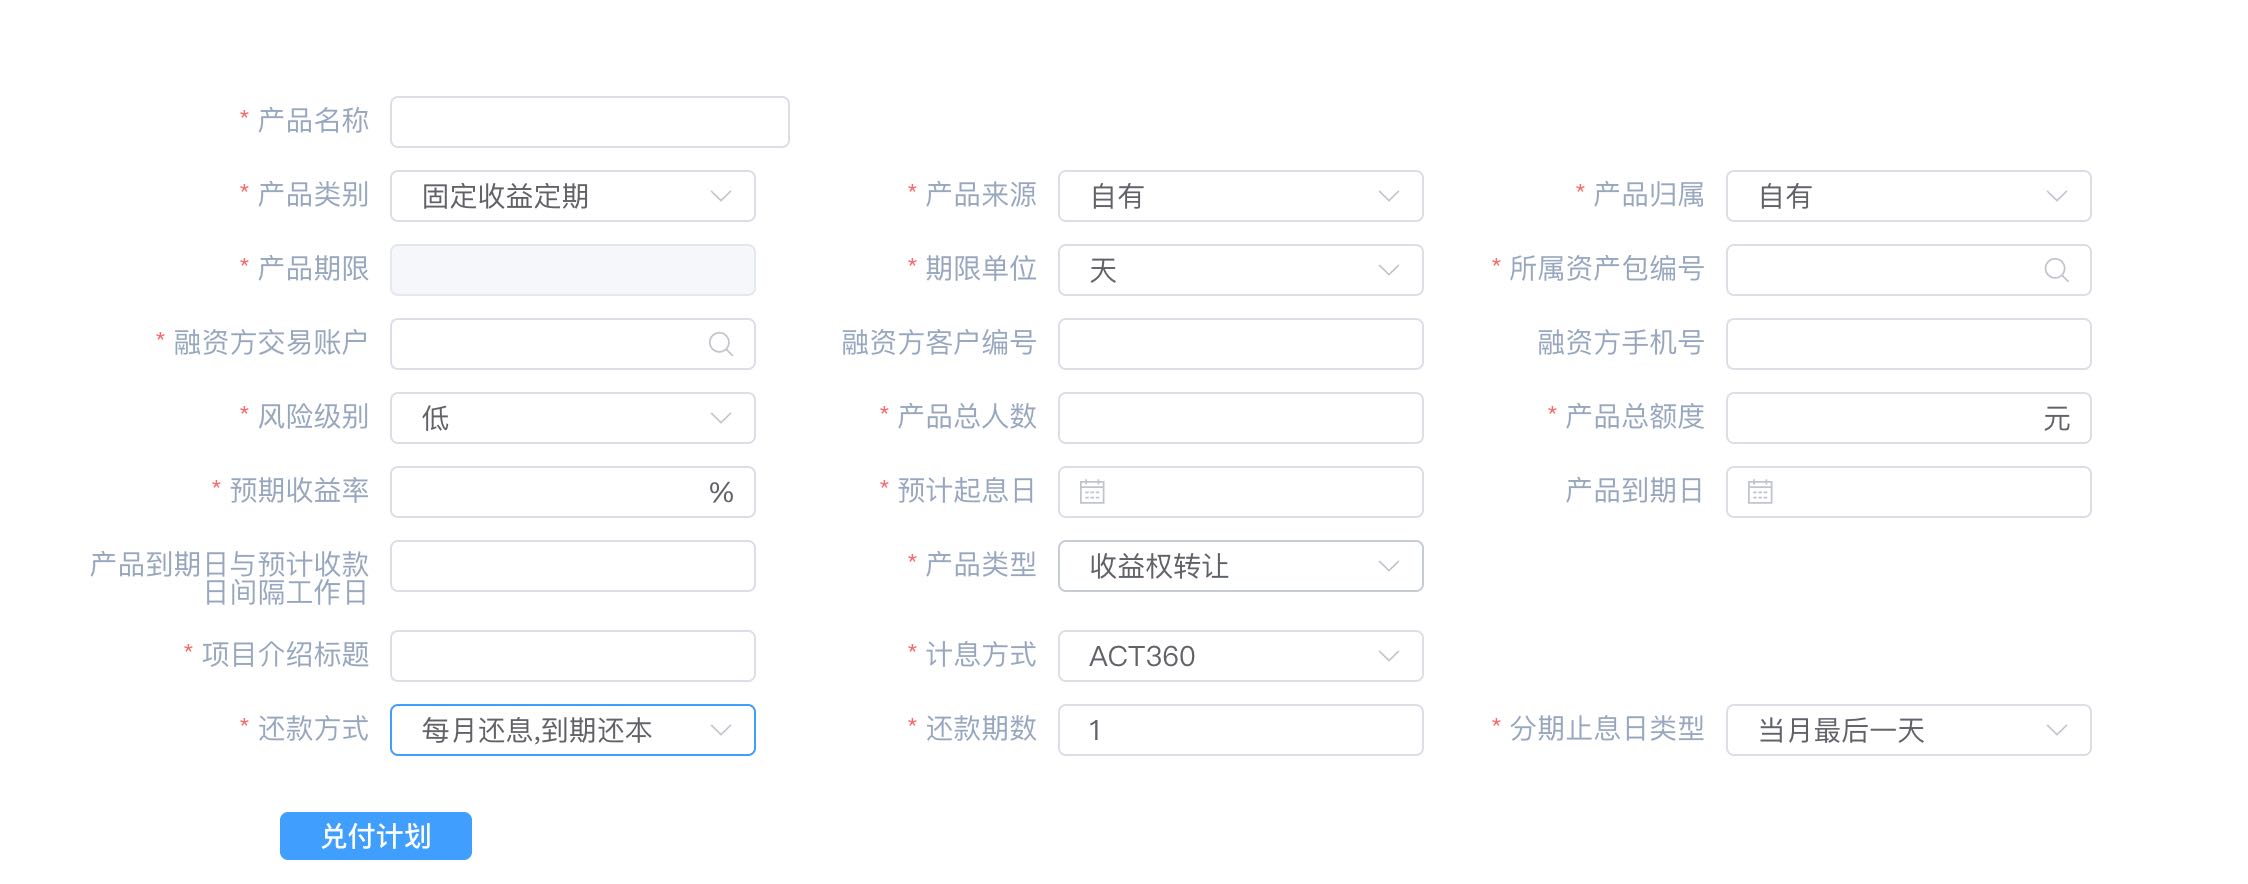 * 产品名称
* 产品类别 固定收益定期 * 产品来源 自有 * 产品归属 自有
* 产品期限 * 期限单位 天 * 所属资产包编号
* 融资方交易账户 融资方客户编号 融资方手机号
* 风险级别 低 * 产品总人数 * 产品总额度 元
* 预期收益率 % * 预计起息日 产品到期日
产品到期日与预计收款
日间隔工作日
* 产品类型 收益权转让
* 项目介绍标题 * 计息方式 ACT360
* 还款方式 每月还息,到期还本 * 还款期数 1 * 分期止息日类型 当月最后一天
兑付计划